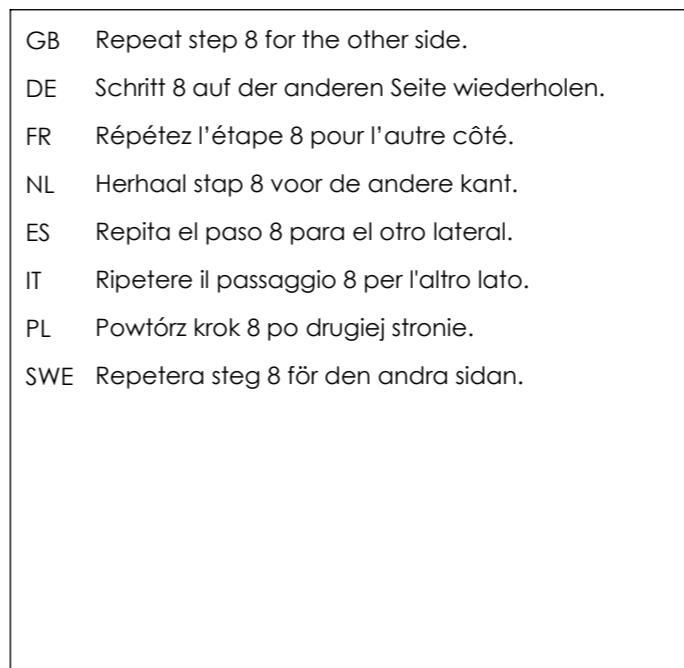 GB Repeat step 8 for the other side.
DE Schritt 8 auf der anderen Seite wiederholen.
FR Répétez l’étape 8 pour l’autre côté.
NL Herhaal stap 8 voor de andere kant.
ES Repita el paso 8 para el otro lateral.
IT Ripetere il passaggio 8 per l'altro lato.
PL Powtórz krok 8 po drugiej stronie.
SWE Repetera steg 8 för den andra sidan.